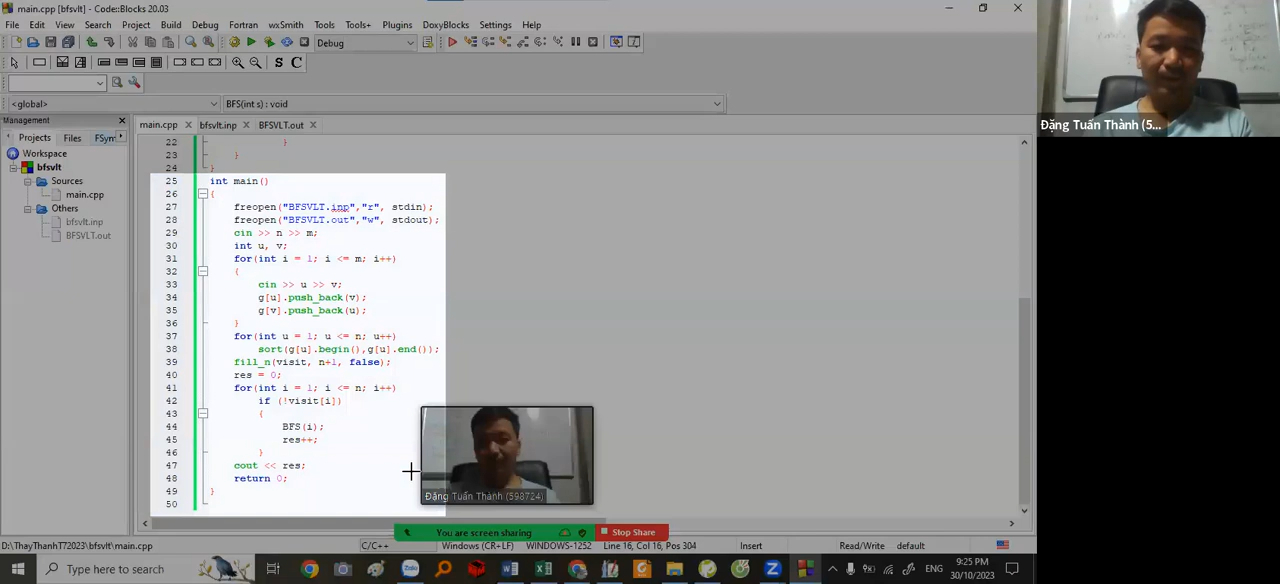 main.cpp [bfsvlt] - Code::Blocks 20.03
File Edit View Search Project Build Debug Fortran wxSmith Tools Tools+ Plugins DoxyBlocks Settings Help
Debug
S C
<global>
BFS(int s) : void
Management
Projects Files FSym
Workspace
bfsvlt
Sources
main.cpp
Others
bfsvlt.inp
BFSVLT.out
main.cpp bfsvlt.inp BFSVLT.out
22 }
23 }
24 }
25 int main()
26 {
27 freopen("BFSVLT.inp","r", stdin);
28 freopen("BFSVLT.out","w", stdout);
29 cin >> n >> m;
30 int u, v;
31 for(int i = 1; i <= m; i++)
32 {
33 cin >> u >> v;
34 g[u].push_back(v);
35 g[v].push_back(u);
36 }
37 for(int u = 1; u <= n; u++)
38 sort(g[u].begin(),g[u].end());
39 fill_n(visit, n+1, false);
40 res = 0;
41 for(int i = 1; i <= n; i++)
42 if (!visit[i])
43 {
44 BFS(i);
45 res++;
46 }
47 cout << res;
48 return 0;
49 }
50
Đặng Tuấn Thành (5...
Đặng Tuấn Thành (598724)
You are screen sharing Stop Share
D:\ThayThanhT72023\bfsvlt\main.cpp C/C++ Windows (CR+LF) WINDOWS-1252 Line 16, Col 16, Pos 304 Insert Read/Write default
Type here to search
ENG
9:25 PM
30/10/2023